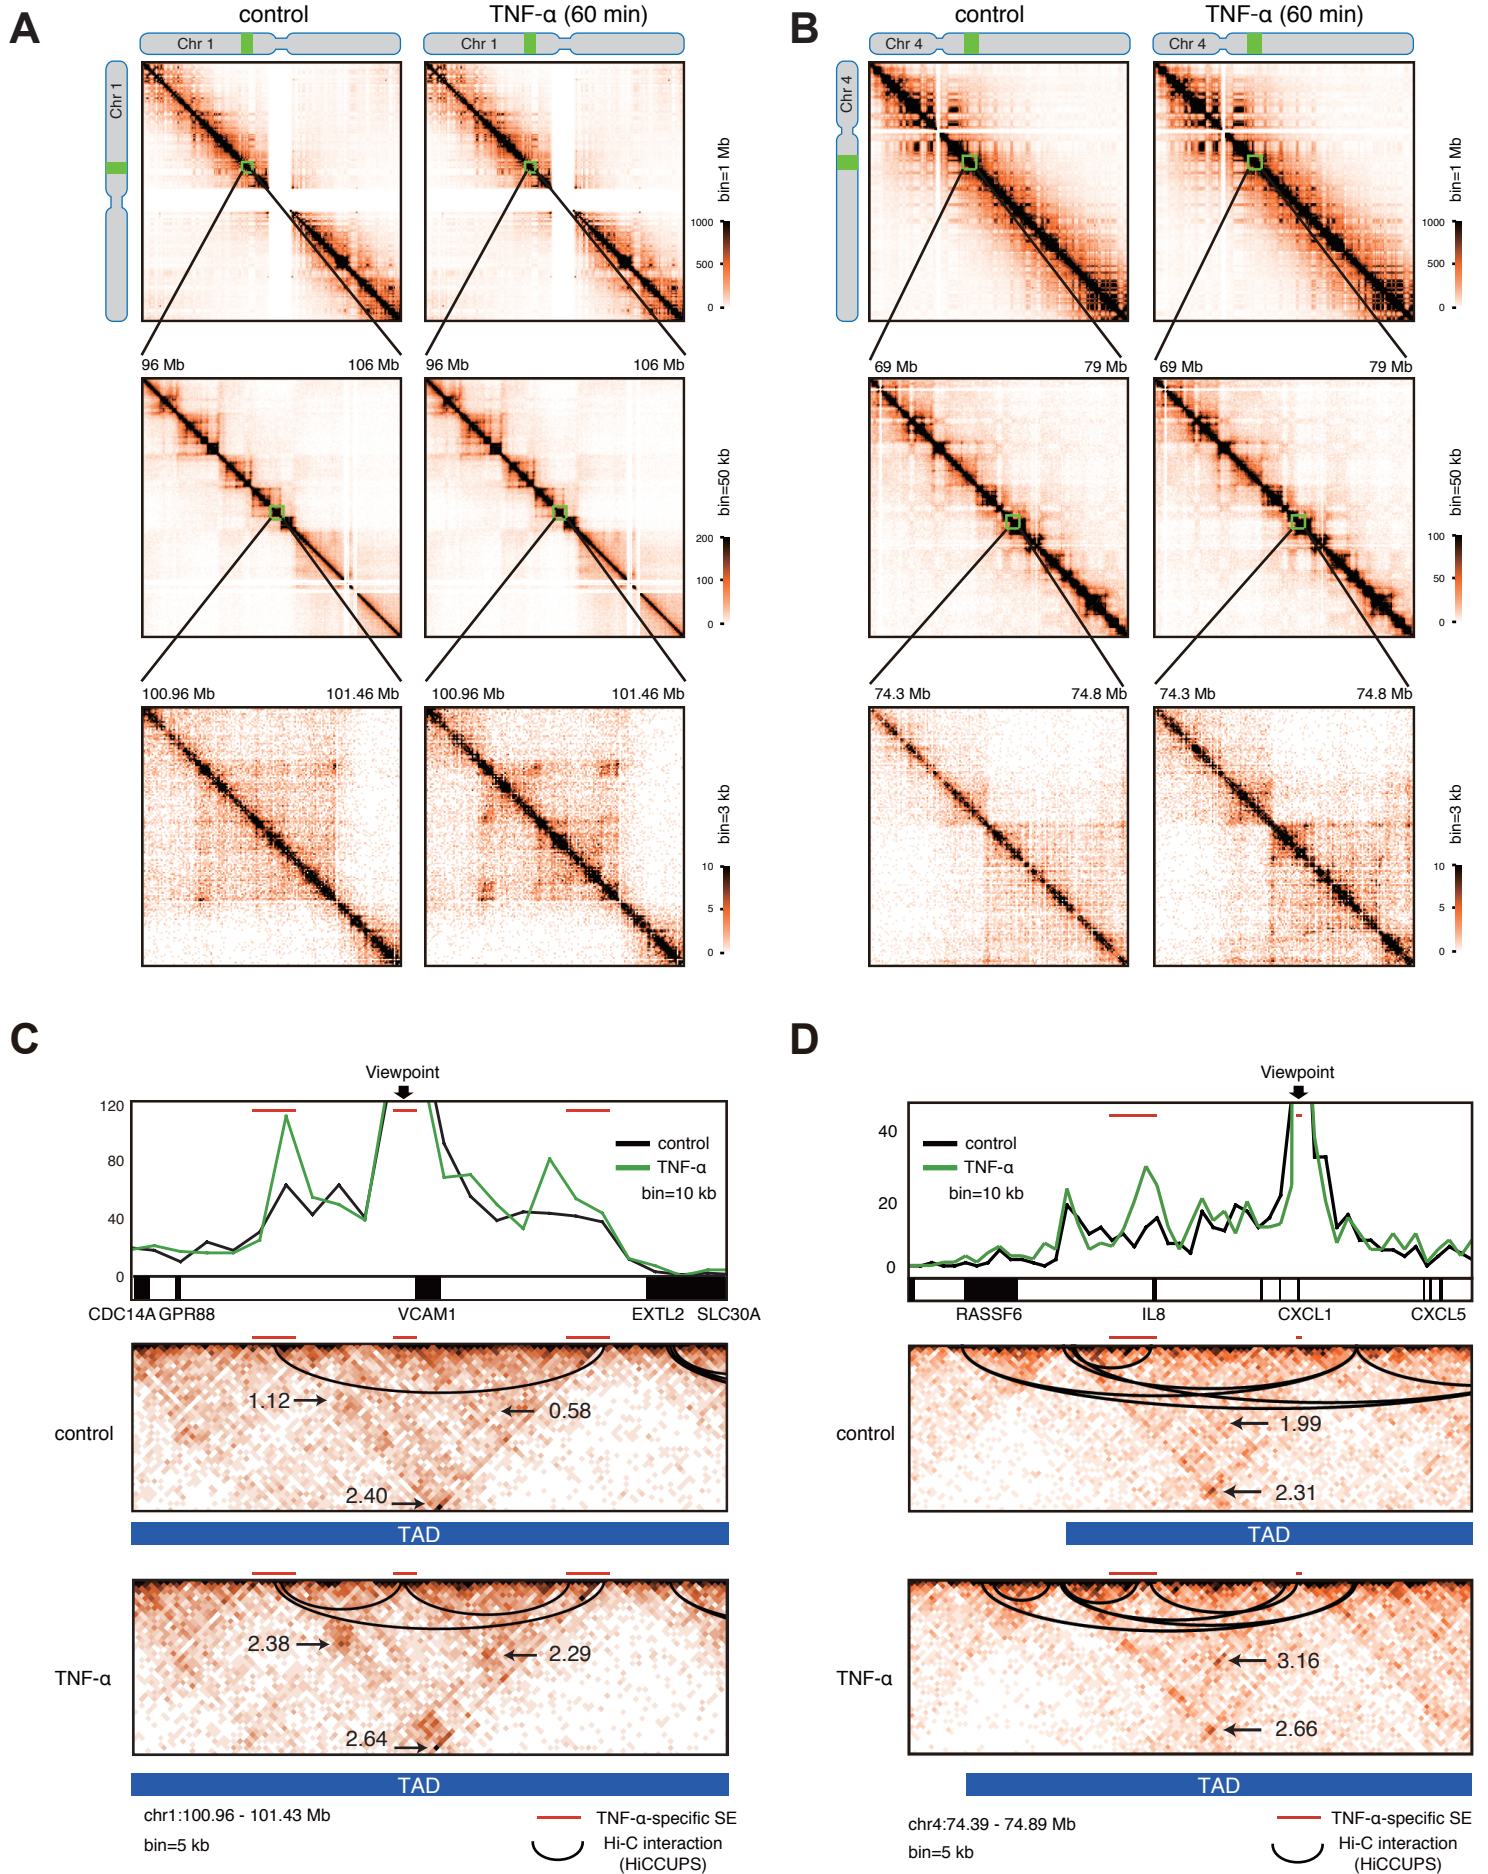 A
control
TNF-α (60 min)
Chr 1
Chr 1
Chr 1
bin=1 Mb
1000
500
0
96 Mb
106 Mb
96 Mb
106 Mb
bin=50 kb
200
100
0
100.96 Mb
101.46 Mb
100.96 Mb
101.46 Mb
bin=3 kb
10
5
0
B
control
TNF-α (60 min)
Chr 4
Chr 4
Chr 4
bin=1 Mb
1000
500
0
69 Mb
79 Mb
69 Mb
79 Mb
bin=50 kb
100
50
0
74.3 Mb
74.8 Mb
74.3 Mb
74.8 Mb
bin=3 kb
10
5
0
C
Viewpoint
120
80
40
0
control
TNF-α
bin=10 kb
CDC14A GPR88 VCAM1 EXTL2 SLC30A
control
1.12
0.58
2.40
TAD
TNF-α
2.38
2.29
2.64
TAD
chr1:100.96 - 101.43 Mb
bin=5 kb
TNF-α-specific SE
Hi-C interaction
(HiCCUPS)
D
Viewpoint
40
20
0
control
TNF-α
bin=10 kb
RASSF6 IL8 CXCL1 CXCL5
control
1.99
2.31
TAD
TNF-α
3.16
2.66
TAD
chr4:74.39 - 74.89 Mb
bin=5 kb
TNF-α-specific SE
Hi-C interaction
(HiCCUPS)